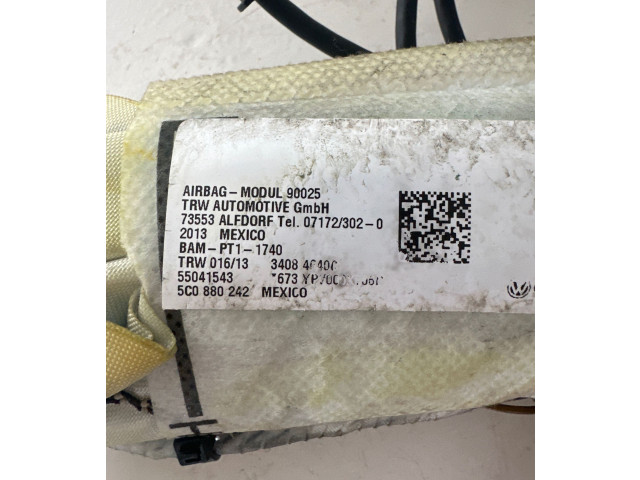 AIRBAG-MODUL 90025
TRW AUTOMOTIVE GmbH
73553 ALFDORF Tel. 07172/302-0
2013 MEXICO
BAM-PT1-1740
TRW 016/13 3408
55041543
5C0 880 242 MEXICO